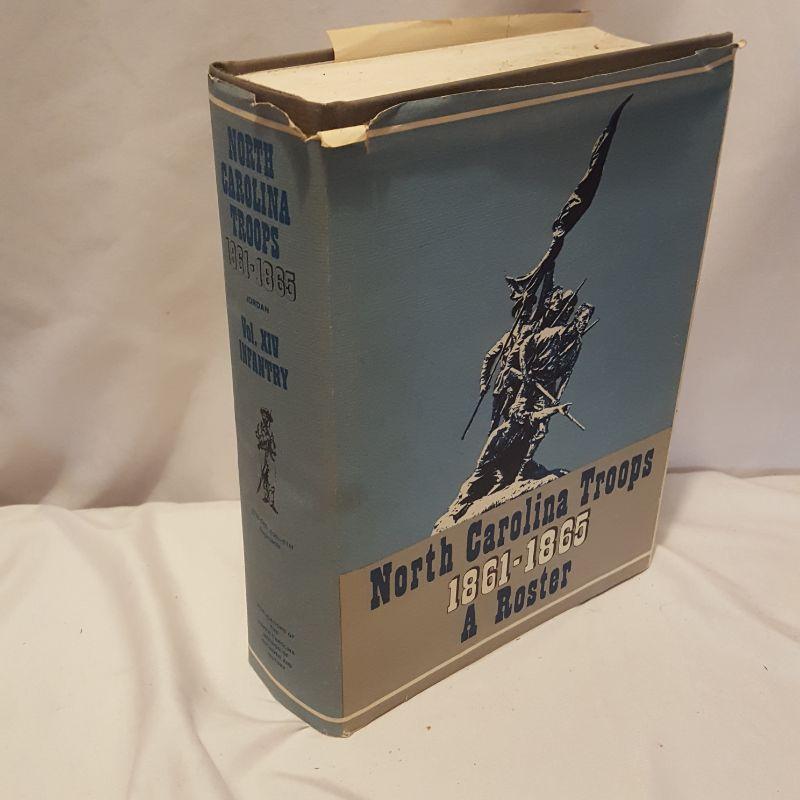 NORTH
CAROLINA
TROOPS
1861-1865
JORDAN
Vol. XIV
INFANTRY
North Carolina Troops
1861-1865
A Roster